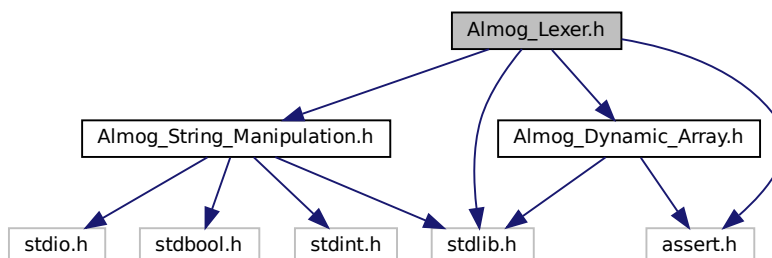 Almog_Lexer.h
Almog_String_Manipulation.h
Almog_Dynamic_Array.h
stdio.h
stdbool.h
stdint.h
stdlib.h
assert.h